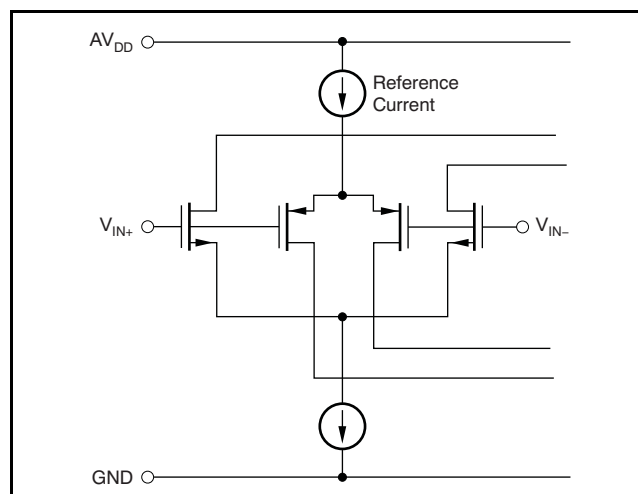 AVDD
Reference
Current
VIN+
VIN–
GND